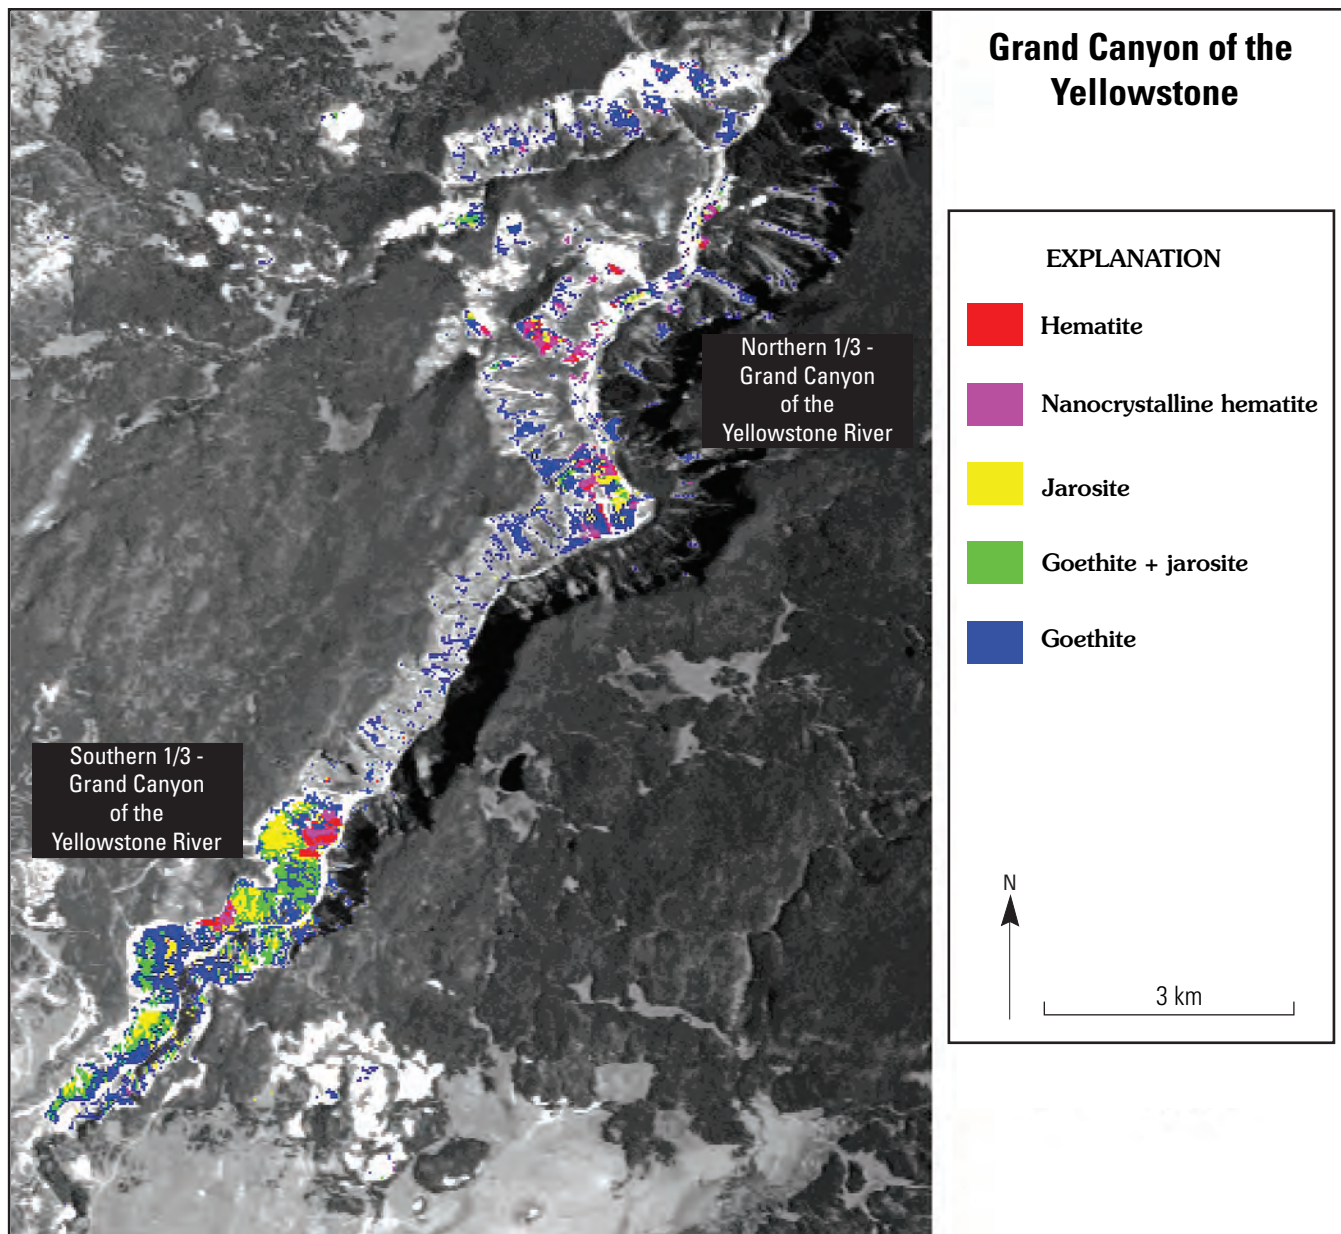 Grand Canyon of the
Yellowstone
EXPLANATION
Hematite
Nanocrystalline hematite
Jarosite
Goethite + jarosite
Goethite
Northern 1/3 -
Grand Canyon
of the
Yellowstone River
Southern 1/3 -
Grand Canyon
of the
Yellowstone River
N
3 km